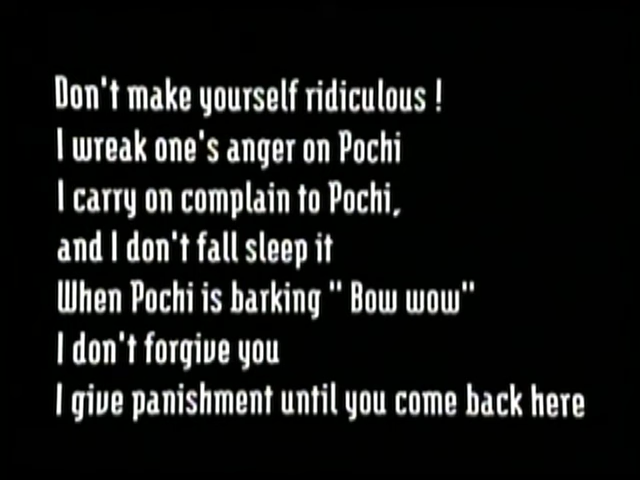 Don't make yourself ridiculous !
I wreak one's anger on Pochi
I carry on complain to Pochi,
and I don't fall sleep it
When Pochi is barking " Bow wow"
I don't forgive you
I give panishment until you come back here